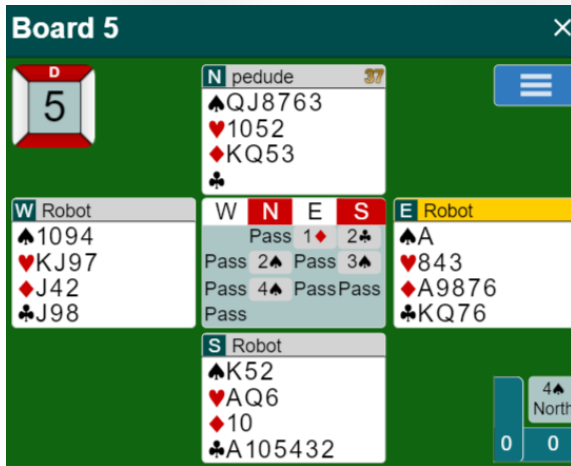 Board 5 ×
D
5
N pedude 37
♠QJ8763
♥1052
♦KQ53
♣
W Robot
♠1094
♥KJ97
♦J42
♣J98
W N E S
Pass 1♦ 2♣
Pass 2♠ Pass 3♠
Pass 4♠ Pass Pass
Pass
E Robot
♠A
♥843
♦A9876
♣KQ76
S Robot
♠K52
♥AQ6
♦10
♣A105432
4♠
North
0 0